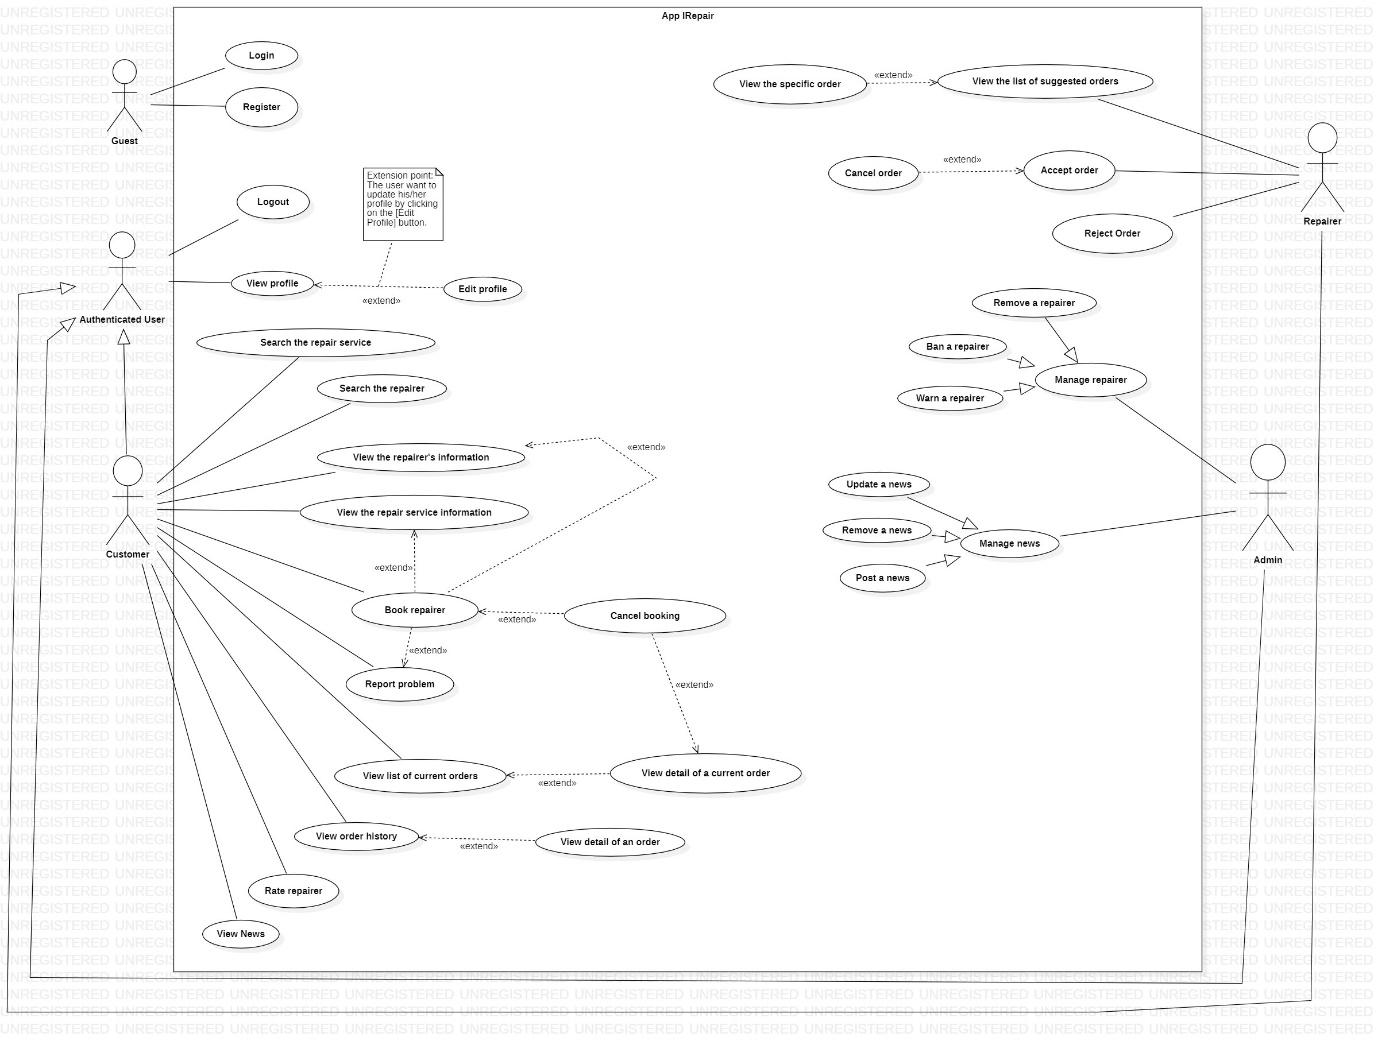 App IRepair
Login
Register
Guest
View the specific order
«extend»
View the list of suggested orders
Cancel order
«extend»
Accept order
Reject Order
Repairer
Extension point:
The user want to
update his/her
profile by clicking
on the [Edit
Profile] button.
Logout
View profile
«extend»
Edit profile
Authenticated User
Remove a repairer
Ban a repairer
Warn a repairer
Manage repairer
Search the repair service
Search the repairer
View the repairer's information
«extend»
View the repair service information
«extend»
Customer
Update a news
Remove a news
Post a news
Manage news
Admin
Book repairer
«extend»
Cancel booking
«extend»
Report problem
«extend»
View list of current orders
«extend»
View detail of a current order
View order history
«extend»
View detail of an order
Rate repairer
View News
UNREGISTERED UNREGISTERED UNREGISTERED UNREGISTERED UNREGISTERED UNREGISTERED UNREGISTERED UNREGISTERED UNREGISTERED UNREGISTERED UNREGISTERED UNREGISTERED